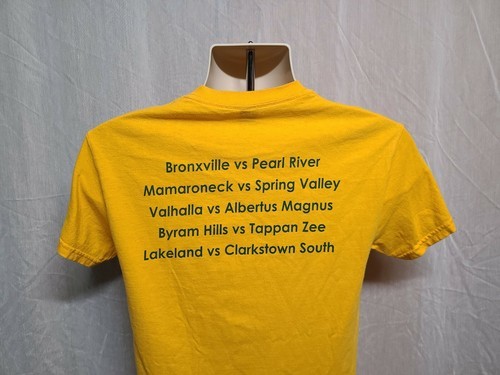 Bronxville vs Pearl River
Mamaroneck vs Spring Valley
Valhalla vs Albertus Magnus
Byram Hills vs Tappan Zee
Lakeland vs Clarkstown South